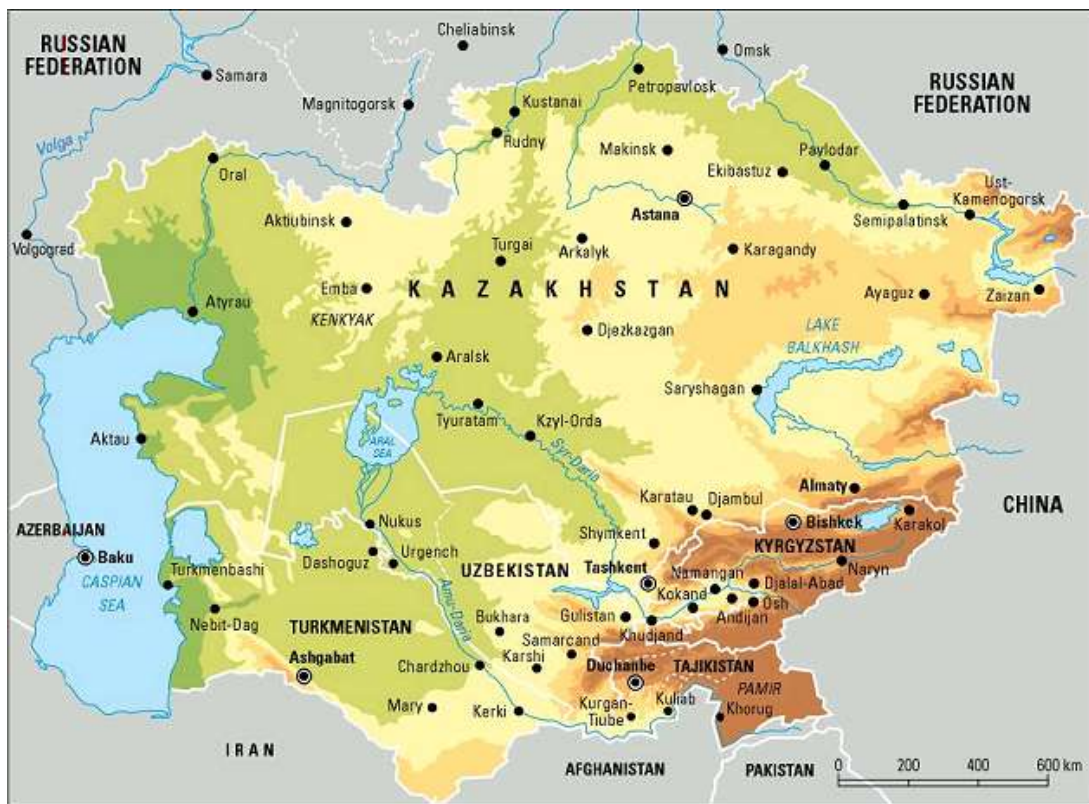 RUSSIAN
FEDERATION
Cheliabinsk
Omsk
RUSSIAN
FEDERATION
Samara
Petropavlosk
Magnitogorsk
Kustanai
Volga
Rudny
Makinsk
Pavlodar
Oral
Ekibastuz
Ust-
Kamenogorsk
Astana
Semipalatinsk
Aktiubinsk
Volgograd
Turgai
Arkalyk
Karagandy
Emba
KAZAKHSTAN
Ayaguz
Zaizan
Atyrau
KENKYAK
Djezkazgan
LAKE
BALKHASH
Aralsk
Saryshagan
Tyuratam
Kzyl-Orda
Aktau
ARAL
SEA
Syr-Daria
Almaty
Karatau
Djambul
CHINA
Nukus
Bishkek
Karakol
AZERBAIJAN
Shymkent
KYRGYZSTAN
Baku
Dashoguz
Urgench
UZBEKISTAN
Tashkent
Namangan
Naryn
CASPIAN
SEA
Turkmenbashi
Kokand
Djalal-Abad
Osh
Nebit-Dag
Amu-Daria
Bukhara
Gulistan
Andijan
TURKMENISTAN
Khudjand
Samarcand
Ashgabat
Chardzhou
Karshi
Duchanbe
TAJIKISTAN
PAMIR
Mary
Kerki
Kurgan-
Tiube
Kuliab
Khorug
IRAN
AFGHANISTAN
PAKISTAN
0 200 400 600 km